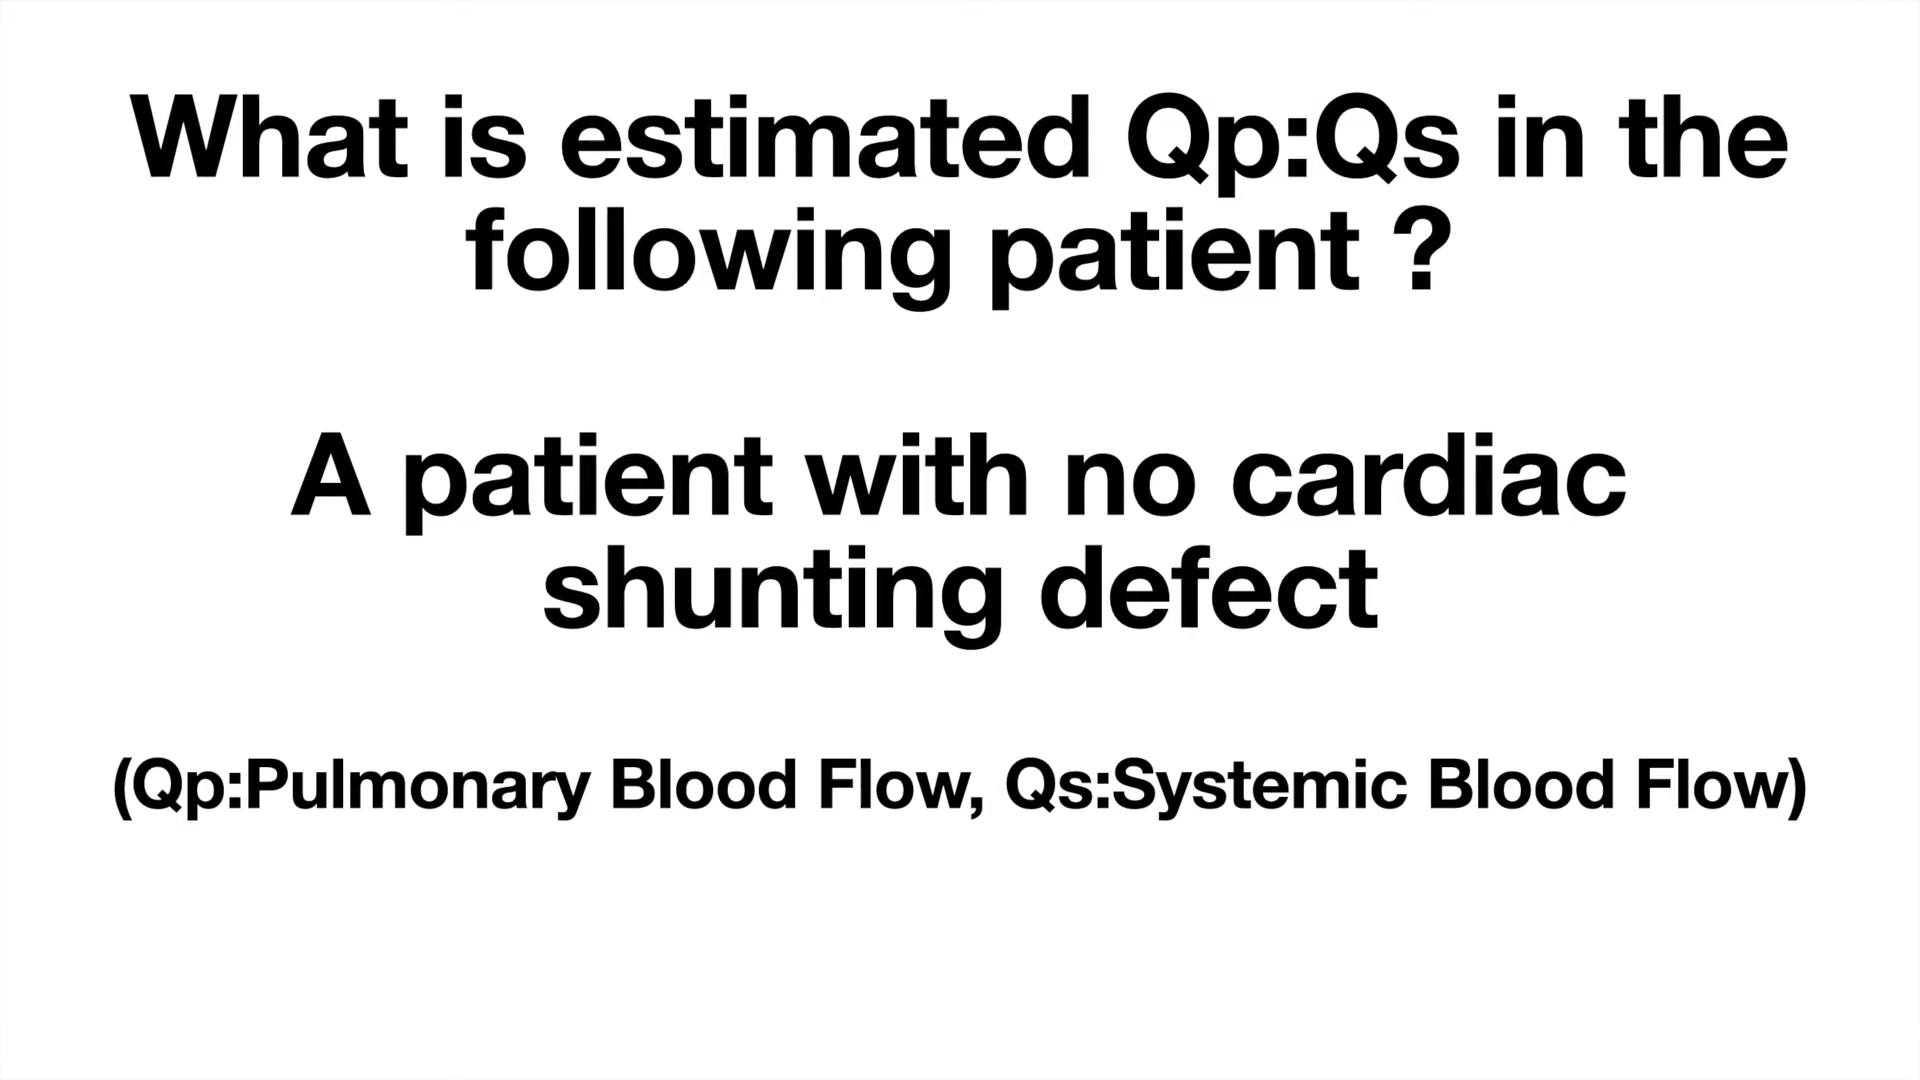 What is estimated Qp:Qs in the
following patient ?
A patient with no cardiac
shunting defect
(Qp:Pulmonary Blood Flow, Qs:Systemic Blood Flow)